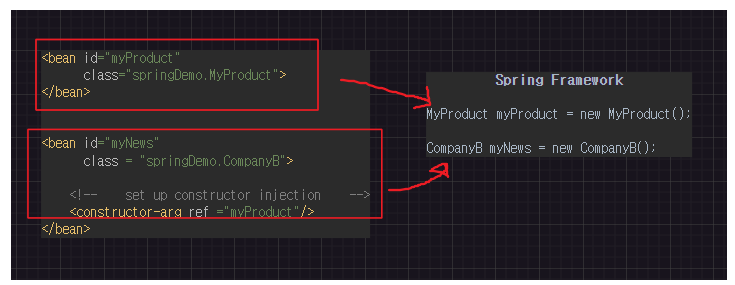 <bean id="myProduct"
class="springDemo.MyProduct">
</bean>
<bean id="myNews"
class = "springDemo.CompanyB">
<!-- set up constructor injection -->
<constructor-arg ref ="myProduct"/>
</bean>
Spring Framework
MyProduct myProduct = new MyProduct();
CompanyB myNews = new CompanyB();